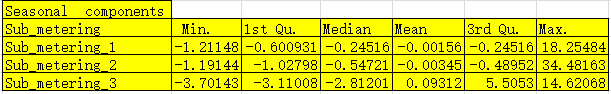 Seasonal components
Sub_metering Min. 1st Qu. Median Mean 3rd Qu. Max.
Sub_metering_1 -1.21148 -0.600931 -0.24516 -0.00156 -0.24516 18.25484
Sub_metering_2 -1.19144 -1.02798 -0.54721 -0.00345 -0.48952 34.48163
Sub_metering_3 -3.70143 -3.11008 -2.81201 0.09312 5.5053 14.62068